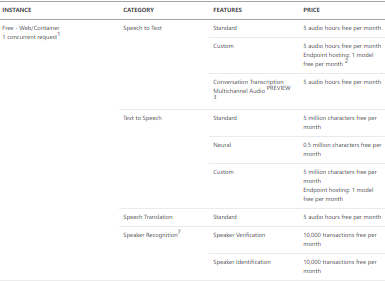 INSTANCE CATEGORY FEATURES PRICE
Free - Web/Container Speech to Text Standard 5 audio hours free per month
1 concurrent request1
Custom 5 audio hours free per month
Endpoint hosting: 1 model
free per month 2
Conversation Transcription 5 audio hours free per month
Multichannel Audio PREVIEW
3
Text to Speech Standard 5 million characters free per
month
Neural 0.5 million characters free per
month
Custom 5 million characters free per
month
Endpoint hosting: 1 model
free per month
Speech Translation Standard 5 audio hours free per month
Speaker Recognition7 Speaker Verification 10,000 transactions free per
month
Speaker Identification 10,000 transactions free per
month